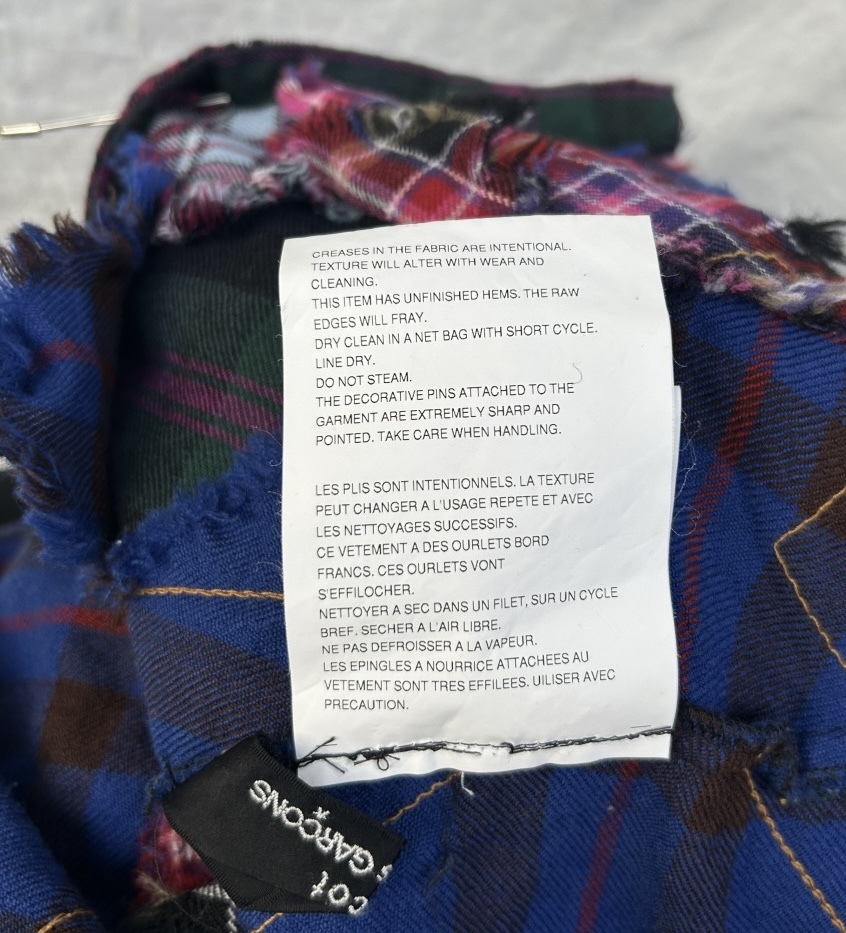 CREASES IN THE FABRIC ARE INTENTIONAL.
TEXTURE WILL ALTER WITH WEAR AND
CLEANING.
THIS ITEM HAS UNFINISHED HEMS. THE RAW
EDGES WILL FRAY.
DRY CLEAN IN A NET BAG WITH SHORT CYCLE.
LINE DRY.
DO NOT STEAM.
THE DECORATIVE PINS ATTACHED TO THE
GARMENT ARE EXTREMELY SHARP AND
POINTED. TAKE CARE WHEN HANDLING.
LES PLIS SONT INTENTIONNELS. LA TEXTURE
PEUT CHANGER A L'USAGE REPETE ET AVEC
LES NETTOYAGES SUCCESSIFS.
CE VETEMENT A DES OURLETS BORD
FRANCS. CES OURLETS VONT
S'EFFILOCHER.
NETTOYER A SEC DANS UN FILET, SUR UN CYCLE
BREF. SECHER A L'AIR LIBRE.
NE PAS DEFROISSER A LA VAPEUR.
LES EPINGLES A NOURRICE ATTACHEES AU
VETEMENT SONT TRES EFFILEES. UILISER AVEC
PRECAUTION.
GARCONS